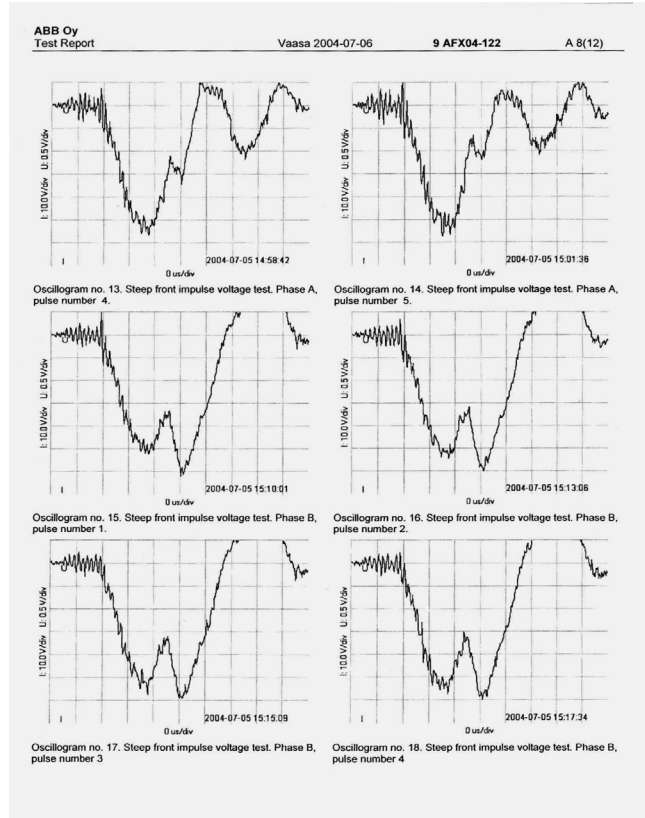 ABB Oy
Test Report Vaasa 2004-07-06 9 AFX04-122 A 8(12)
I: 10.0V/div U: 0.5V/div
I 2004-07-05 14:58:42
0 us/div
Oscillogram no. 13. Steep front impulse voltage test. Phase A,
pulse number 4.
I: 10.0V/div U: 0.5V/div
I 2004-07-05 15:01:36
0 us/div
Oscillogram no. 14. Steep front impulse voltage test. Phase A,
pulse number 5.
I: 10.0V/div U: 0.5V/div
I 2004-07-05 15:10:01
0 us/div
Oscillogram no. 15. Steep front impulse voltage test. Phase B,
pulse number 1.
I: 10.0V/div U: 0.5V/div
I 2004-07-05 15:13:06
0 us/div
Oscillogram no. 16. Steep front impulse voltage test. Phase B,
pulse number 2.
I: 10.0V/div U: 0.5V/div
I 2004-07-05 15:15:09
0 us/div
Oscillogram no. 17. Steep front impulse voltage test. Phase B,
pulse number 3
I: 10.0V/div U: 0.5V/div
I 2004-07-05 15:17:34
0 us/div
Oscillogram no. 18. Steep front impulse voltage test. Phase B,
pulse number 4